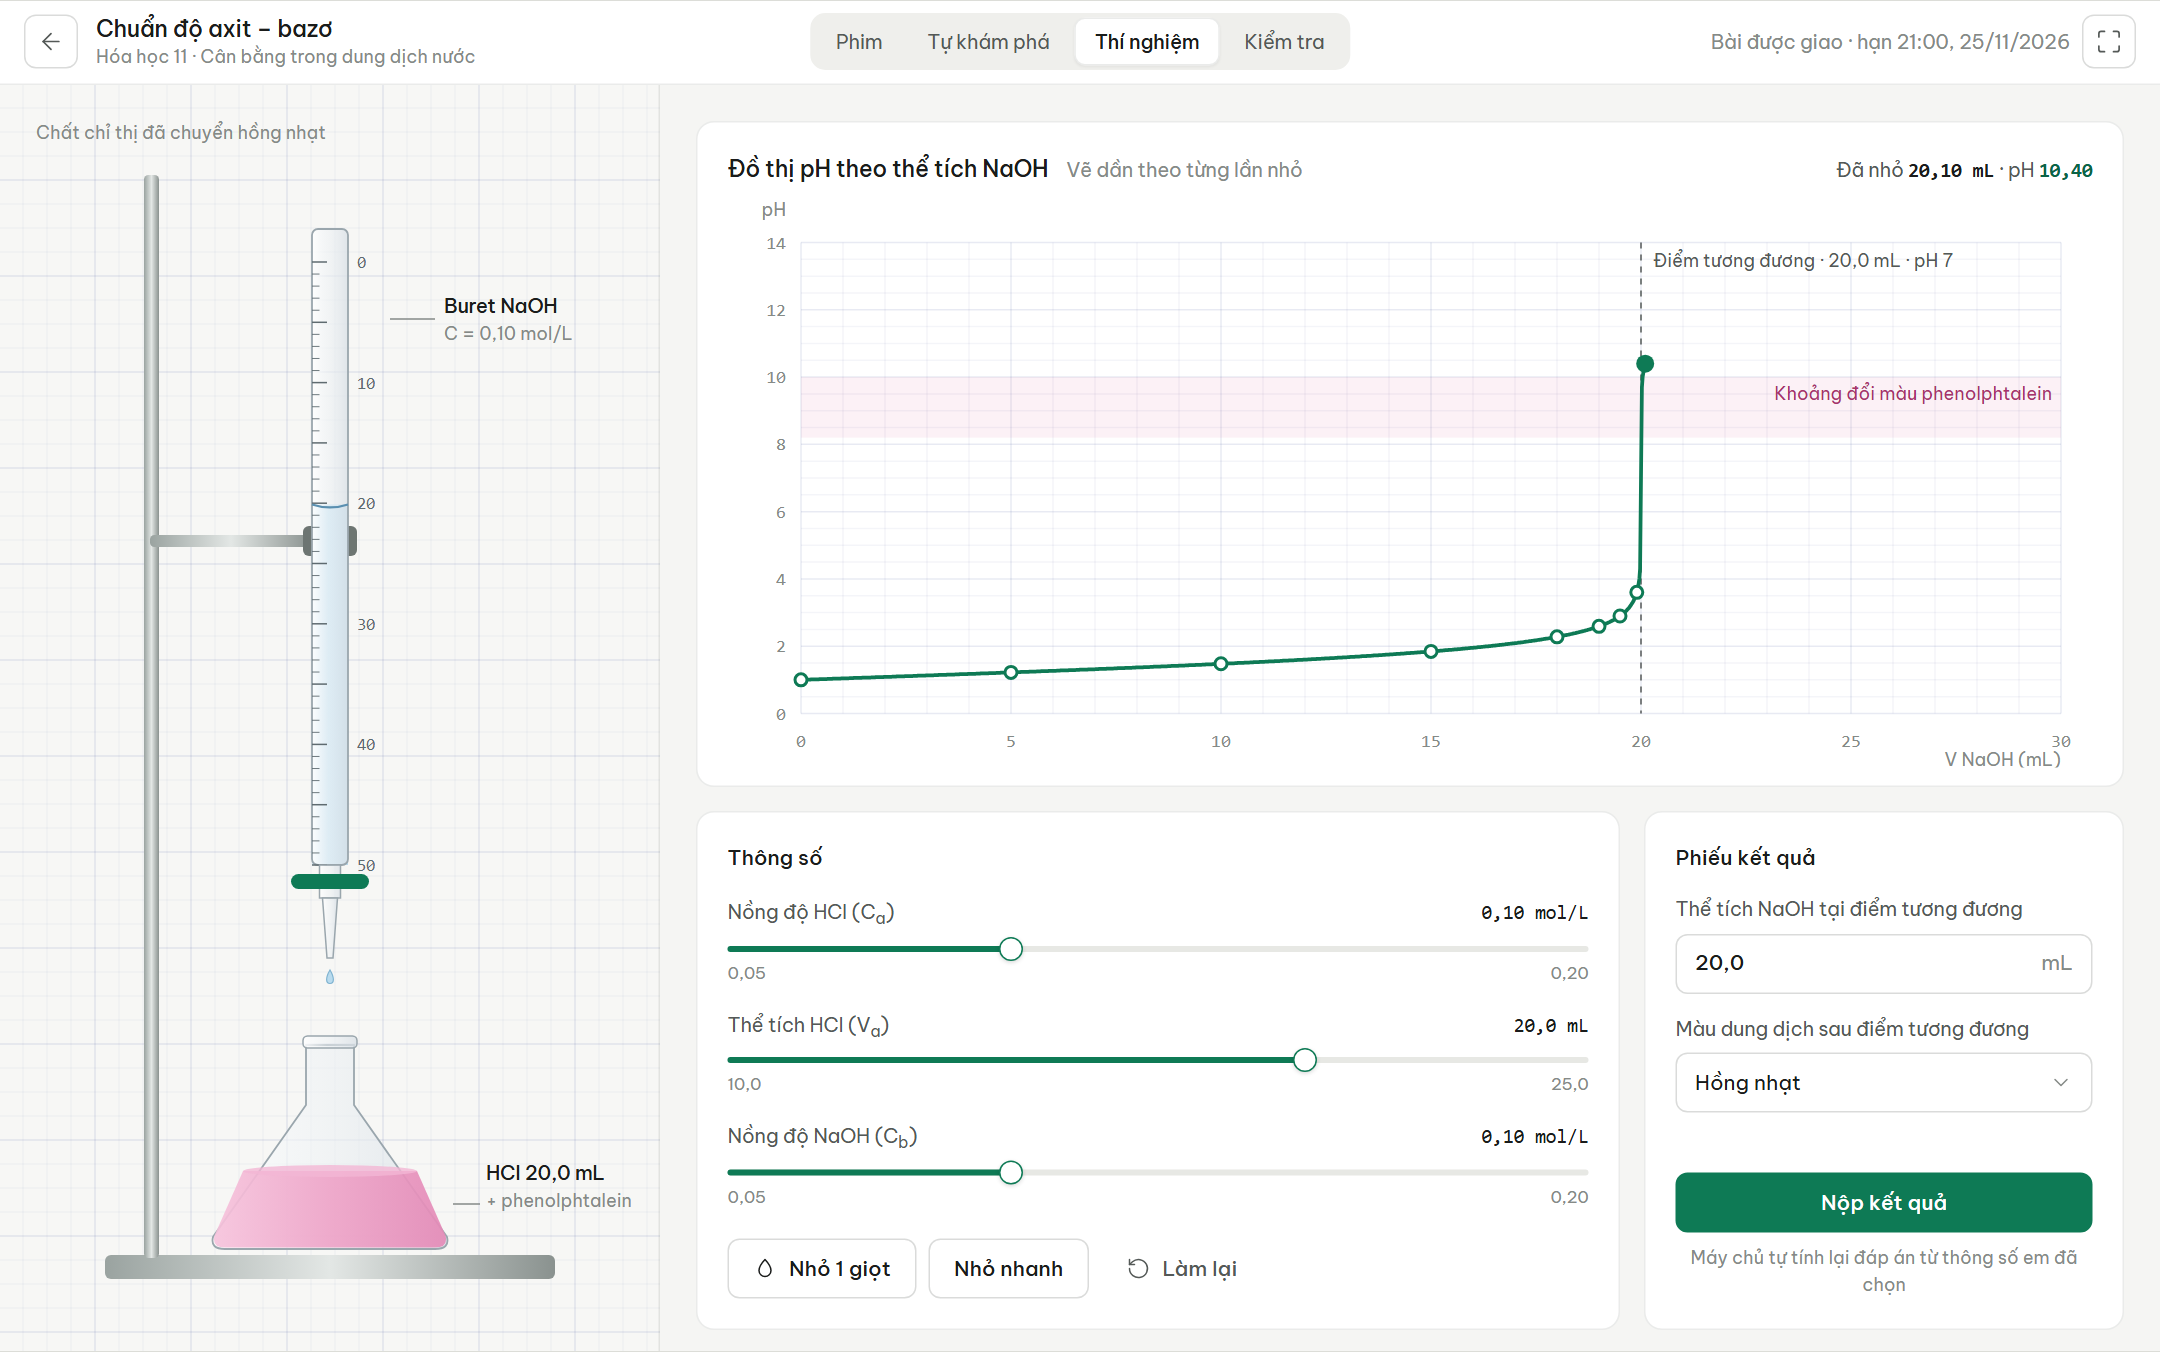 Chuẩn độ axit – bazơ
Hóa học 11 · Cân bằng trong dung dịch nước
Phim
Tự khám phá
Thí nghiệm
Kiểm tra
Bài được giao · hạn 21:00, 25/11/2026
Chất chỉ thị đã chuyển hồng nhạt
0
10
20
30
40
50
Buret NaOH
C = 0,10 mol/L
HCl 20,0 mL
+ phenolphtalein
Đồ thị pH theo thể tích NaOH
Vẽ dần theo từng lần nhỏ
Đã nhỏ 20,10 mL · pH 10,40
pH
14
12
10
8
6
4
2
0
Điểm tương đương · 20,0 mL · pH 7
Khoảng đổi màu phenolphtalein
0
5
10
15
20
25
30
V NaOH (mL)
Thông số
Nồng độ HCl (Ca)
0,10 mol/L
0,05
0,20
Thể tích HCl (Va)
20,0 mL
10,0
25,0
Nồng độ NaOH (Cb)
0,10 mol/L
0,05
0,20
Nhỏ 1 giọt
Nhỏ nhanh
Làm lại
Phiếu kết quả
Thể tích NaOH tại điểm tương đương
20,0
mL
Màu dung dịch sau điểm tương đương
Hồng nhạt
Nộp kết quả
Máy chủ tự tính lại đáp án từ thông số em đã
chọn